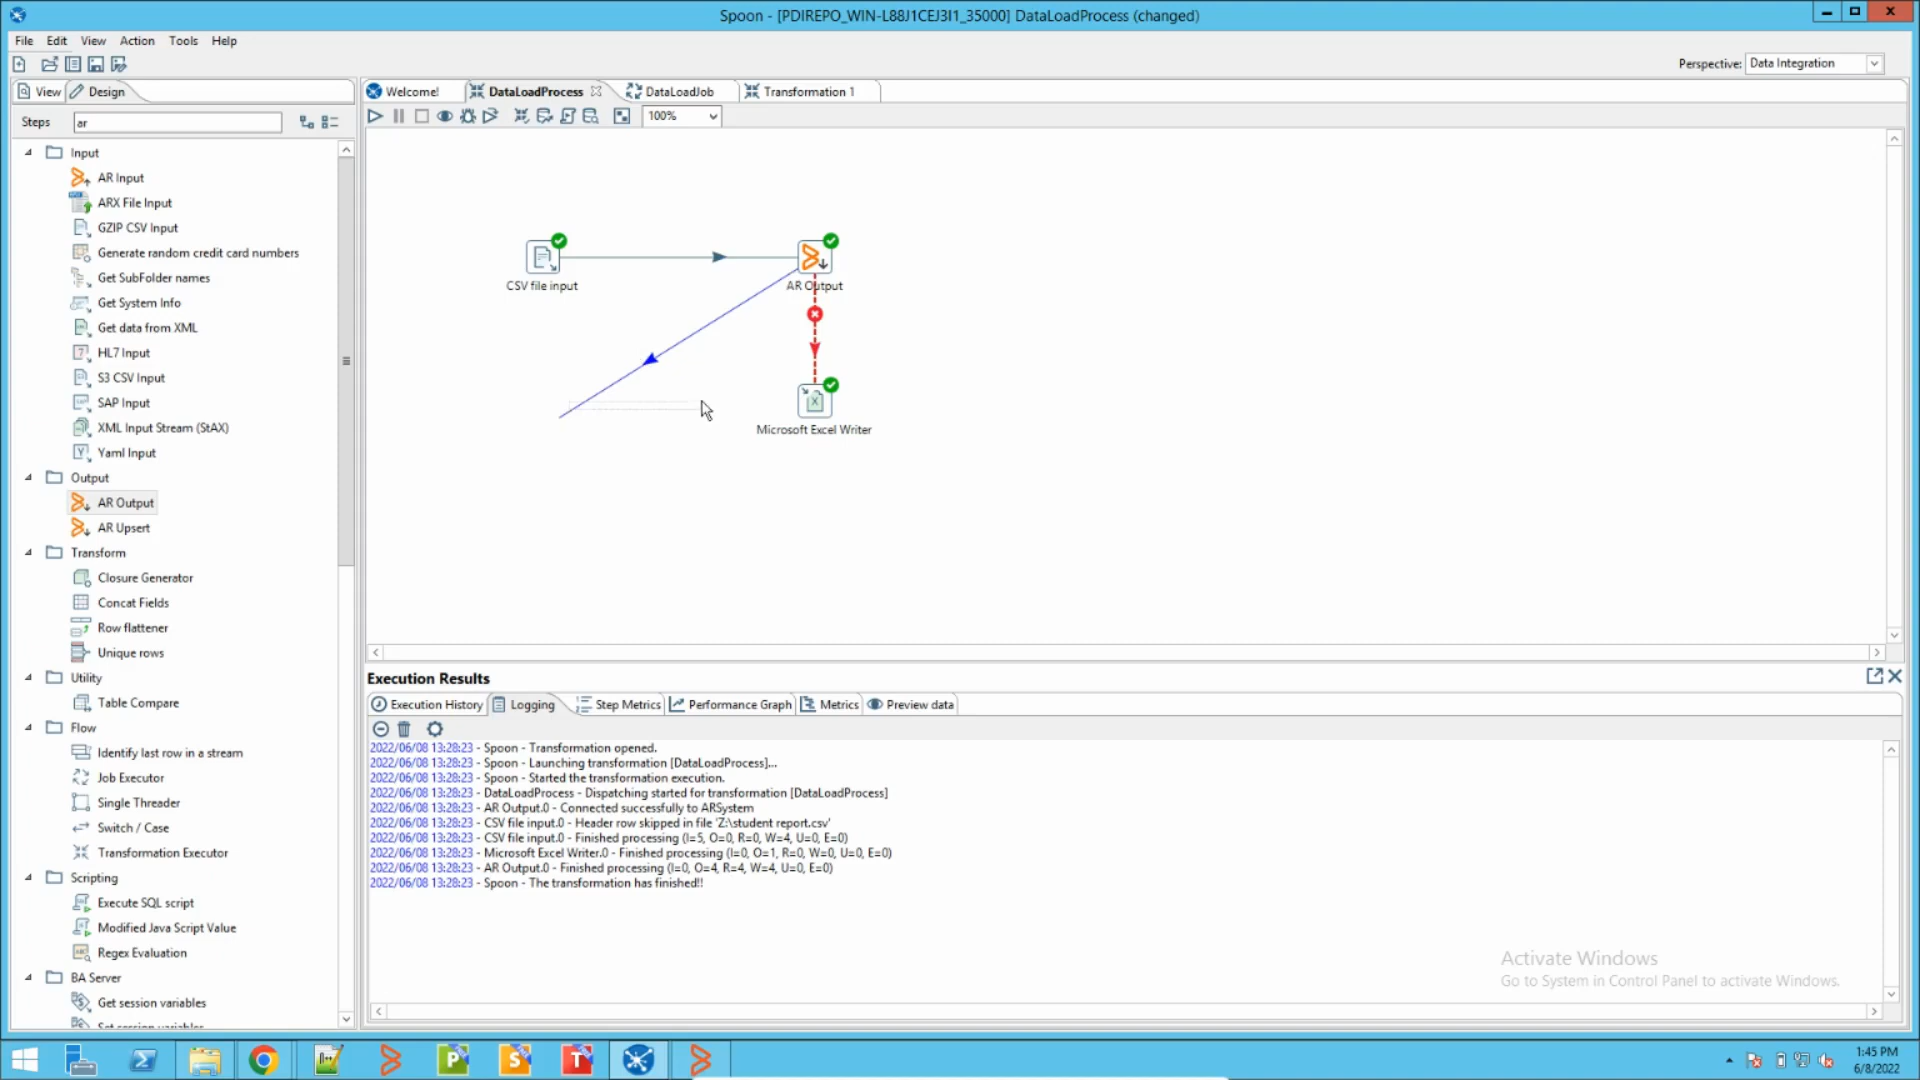 Spoon - [PDIREPO_WIN-L88J1CEJ3I1_35000] DataLoadProcess (changed)
File Edit View Action Tools Help
Perspective: Data Integration
View Design
Welcome! DataLoadProcess DataLoadJob Transformation 1
Steps ar
100%
Input
AR Input
ARX File Input
GZIP CSV Input
Generate random credit card numbers
Get SubFolder names
Get System Info
Get data from XML
HL7 Input
S3 CSV Input
SAP Input
XML Input Stream (StAX)
Yaml Input
Output
AR Output
AR Upsert
Transform
Closure Generator
Concat Fields
Row flattener
Unique rows
Utility
Table Compare
Flow
Identify last row in a stream
Job Executor
Single Threader
Switch / Case
Transformation Executor
Scripting
Execute SQL script
Modified Java Script Value
Regex Evaluation
BA Server
Get session variables
Set session variables
CSV file input
AR Output
Microsoft Excel Writer
Execution Results
Execution History Logging Step Metrics Performance Graph Metrics Preview data
2022/06/08 13:28:23 - Spoon - Transformation opened.
2022/06/08 13:28:23 - Spoon - Launching transformation [DataLoadProcess]...
2022/06/08 13:28:23 - Spoon - Started the transformation execution.
2022/06/08 13:28:23 - DataLoadProcess - Dispatching started for transformation [DataLoadProcess]
2022/06/08 13:28:23 - AR Output.0 - Connected successfully to ARSystem
2022/06/08 13:28:23 - CSV file input.0 - Header row skipped in file 'Z:\student report.csv'
2022/06/08 13:28:23 - CSV file input.0 - Finished processing (I=5, O=0, R=0, W=4, U=0, E=0)
2022/06/08 13:28:23 - Microsoft Excel Writer.0 - Finished processing (I=0, O=1, R=0, W=0, U=0, E=0)
2022/06/08 13:28:23 - AR Output.0 - Finished processing (I=0, O=4, R=4, W=4, U=0, E=0)
2022/06/08 13:28:23 - Spoon - The transformation has finished!!
Activate Windows
Go to System in Control Panel to activate Windows.
P S T
1:45 PM
6/8/2022